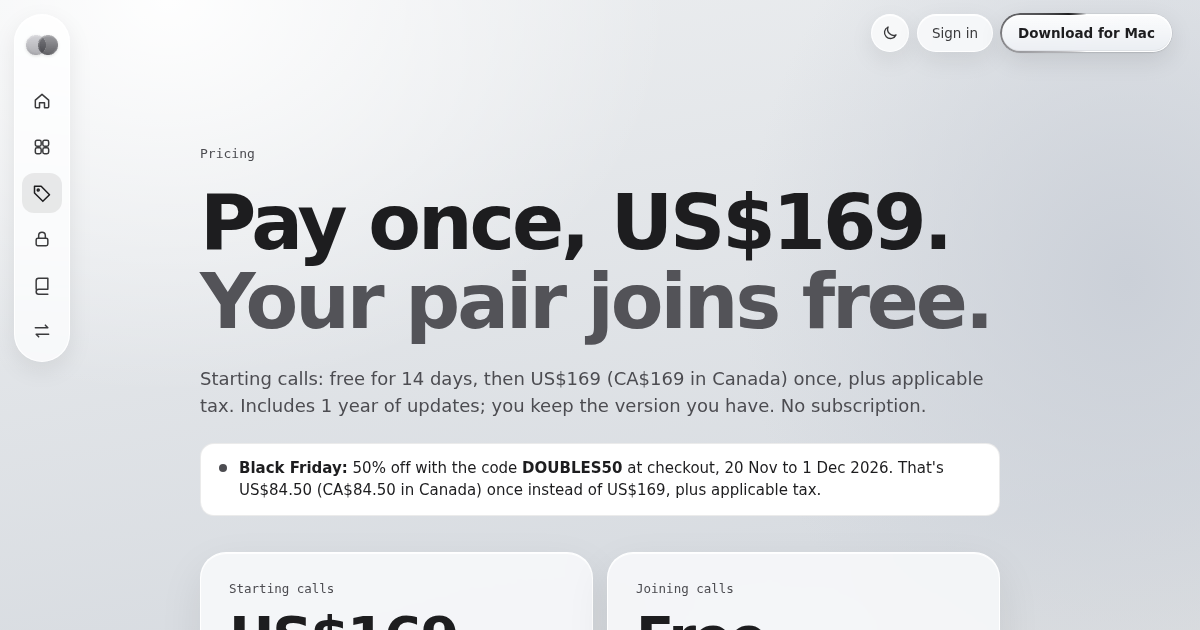 Sign in
Download for Mac
Pricing
Pay once, US$169.
Your pair joins free.
Starting calls: free for 14 days, then US$169 (CA$169 in Canada) once, plus applicable
tax. Includes 1 year of updates; you keep the version you have. No subscription.
Black Friday: 50% off with the code DOUBLES50 at checkout, 20 Nov to 1 Dec 2026. That's
US$84.50 (CA$84.50 in Canada) once instead of US$169, plus applicable tax.
Starting calls
US$169
Joining calls
Free